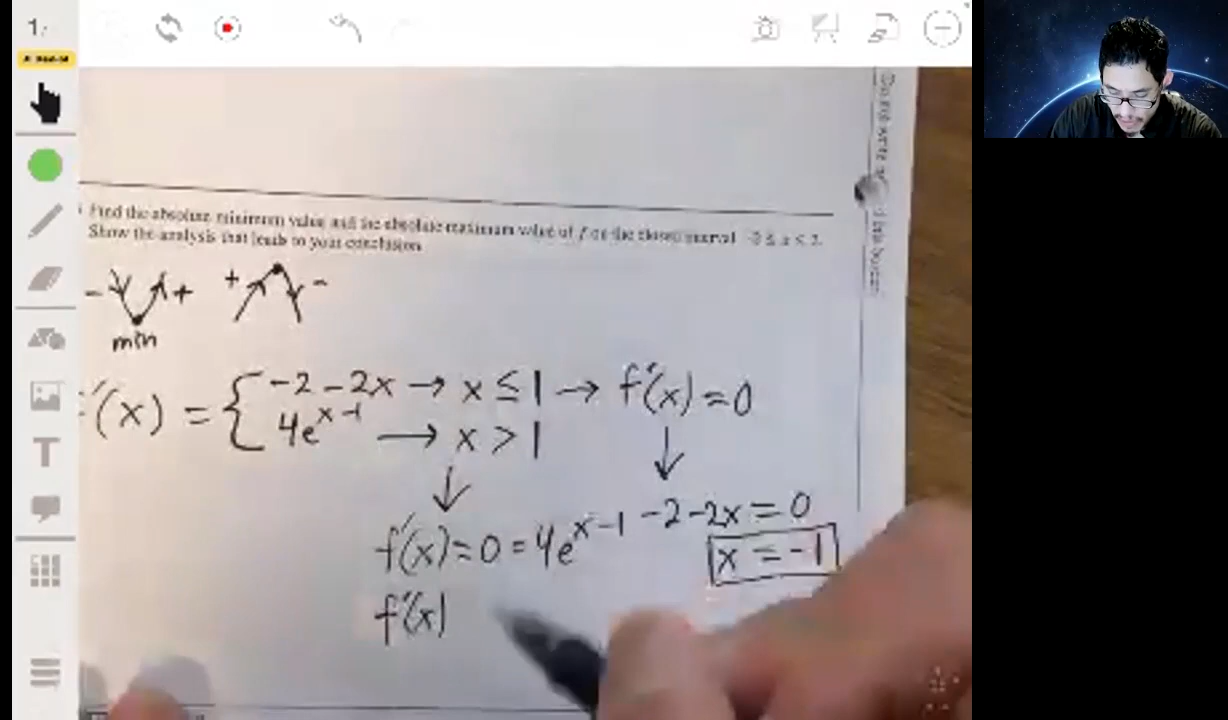 1.
Find the absolute minimum value and the absolute maximum value of f on the closed interval
Show the analysis that leads to your conclusion
- + + -
min
'(x) = { -2 - 2x → x ≤ 1 → f'(x) = 0
4e^{x-1} → x > 1
-2 - 2x = 0
f'(x) = 0 = 4e^{x-1}
x = -1
f'(x)
T